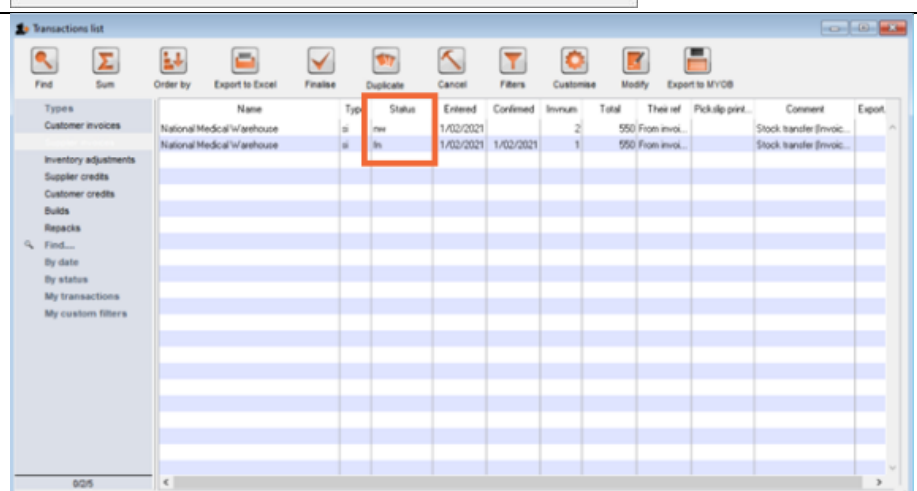 Transactions list
Find Sum Order by Export to Excel Finalise Duplicate Cancel Filters Customise Modify Export to MYOB
Types
Customer invoices
Inventory adjustments
Supplier credits
Customer credits
Builds
Repacks
Find....
By date
By status
My transactions
My custom filters
0/2/5
Name Type Status Entered Confirmed Invnum Total Their ref Pickslip print... Comment Export.
National Medical Warehouse si nw 1/02/2021 2 550 From invoi... Stock transfer (Invoic...
National Medical Warehouse si fn 1/02/2021 1/02/2021 1 550 From invoi... Stock transfer (Invoic...